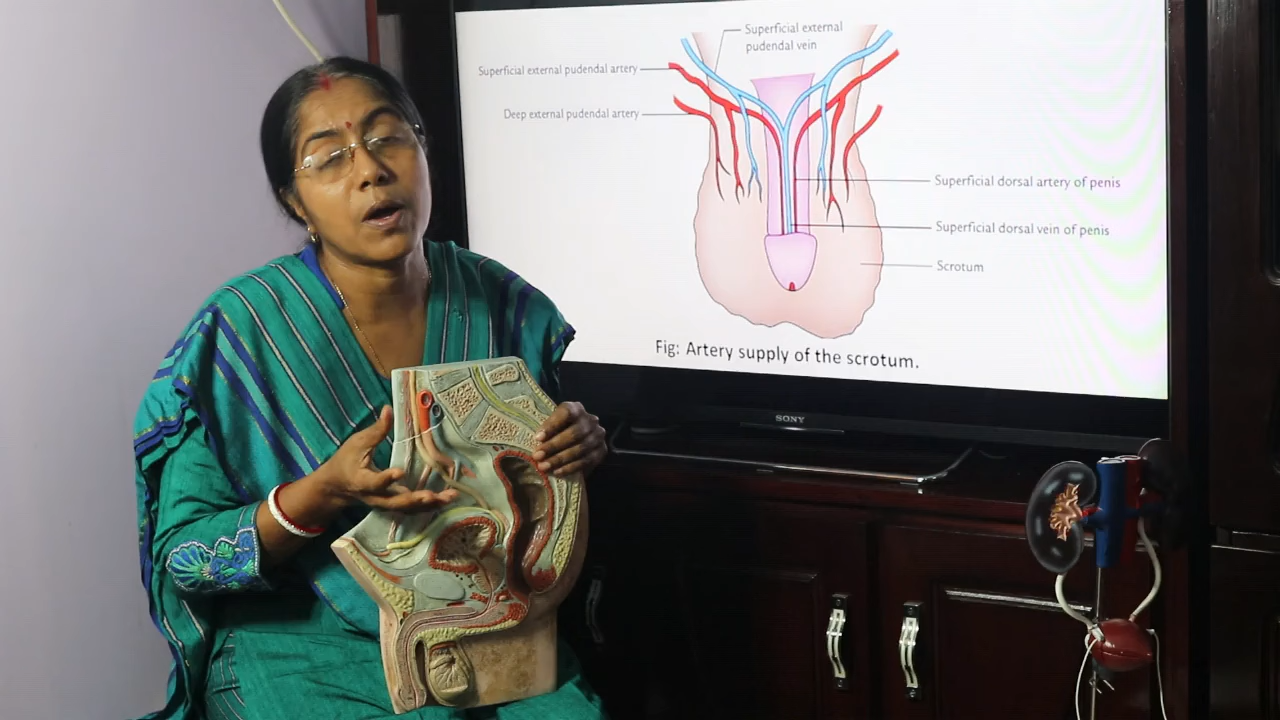 Superficial external
pudendal vein
Superficial external pudendal artery
Deep external pudendal artery
Superficial dorsal artery of penis
Superficial dorsal vein of penis
Scrotum
Fig: Artery supply of the scrotum.
SONY